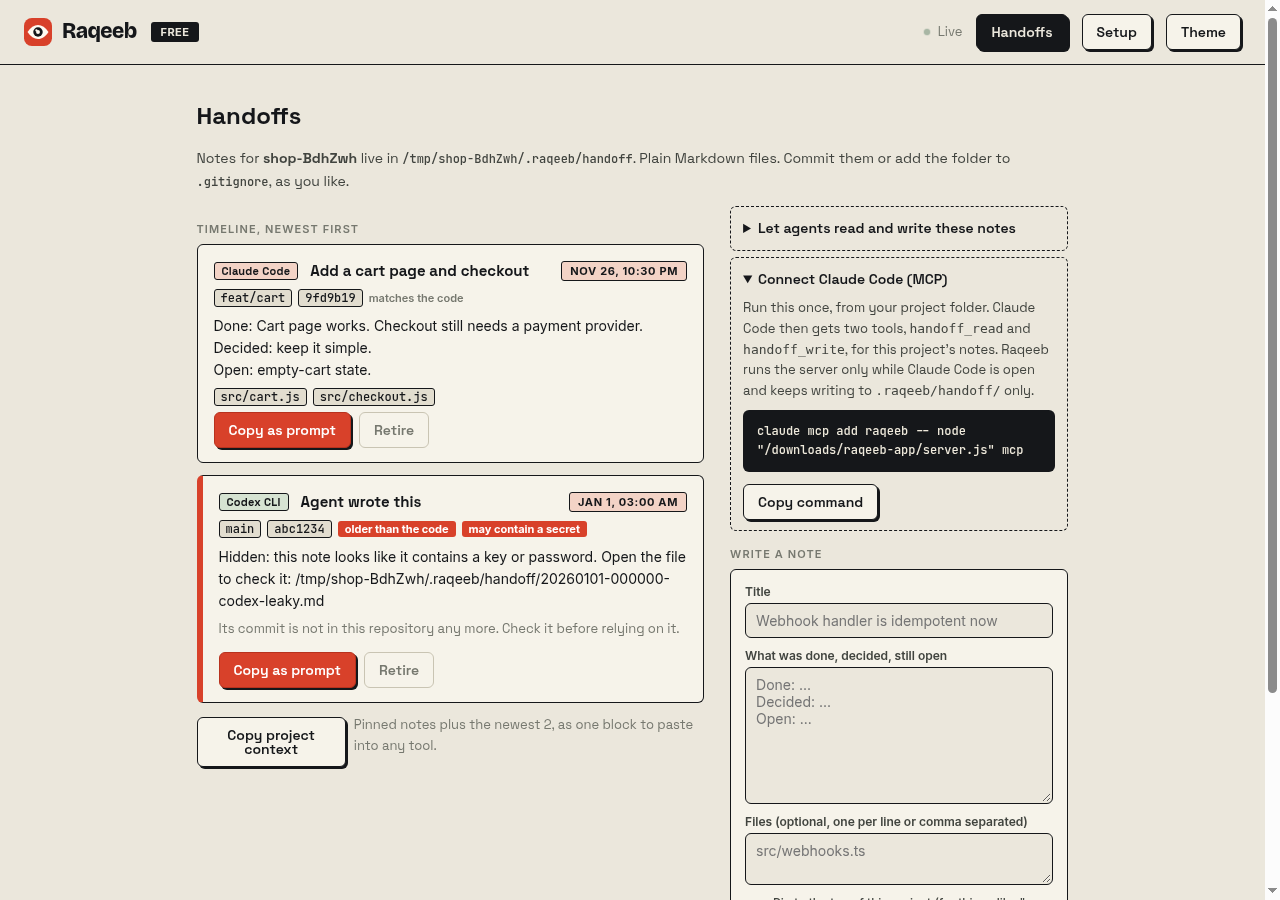 Raqeeb
FREE
Live
Handoffs
Setup
Theme
Handoffs
Notes for shop-BdhZwh live in /tmp/shop-BdhZwh/.raqeeb/handoff. Plain Markdown files. Commit them or add the folder to
.gitignore, as you like.
TIMELINE, NEWEST FIRST
Claude Code
Add a cart page and checkout
NOV 26, 10:30 PM
feat/cart
9fd9b19
matches the code
Done: Cart page works. Checkout still needs a payment provider.
Decided: keep it simple.
Open: empty-cart state.
src/cart.js
src/checkout.js
Copy as prompt
Retire
Codex CLI
Agent wrote this
JAN 1, 03:00 AM
main
abc1234
older than the code
may contain a secret
Hidden: this note looks like it contains a key or password. Open the file
to check it: /tmp/shop-BdhZwh/.raqeeb/handoff/20260101-000000-
codex-leaky.md
Its commit is not in this repository any more. Check it before relying on it.
Copy as prompt
Retire
Copy project
context
Pinned notes plus the newest 2, as one block to paste
into any tool.
Let agents read and write these notes
Connect Claude Code (MCP)
Run this once, from your project folder. Claude
Code then gets two tools, handoff_read and
handoff_write, for this project's notes. Raqeeb
runs the server only while Claude Code is open
and keeps writing to .raqeeb/handoff/ only.
claude mcp add raqeeb -- node
"/downloads/raqeeb-app/server.js" mcp
Copy command
WRITE A NOTE
Title
Webhook handler is idempotent now
What was done, decided, still open
Done: ...
Decided: ...
Open: ...
Files (optional, one per line or comma separated)
src/webhooks.ts